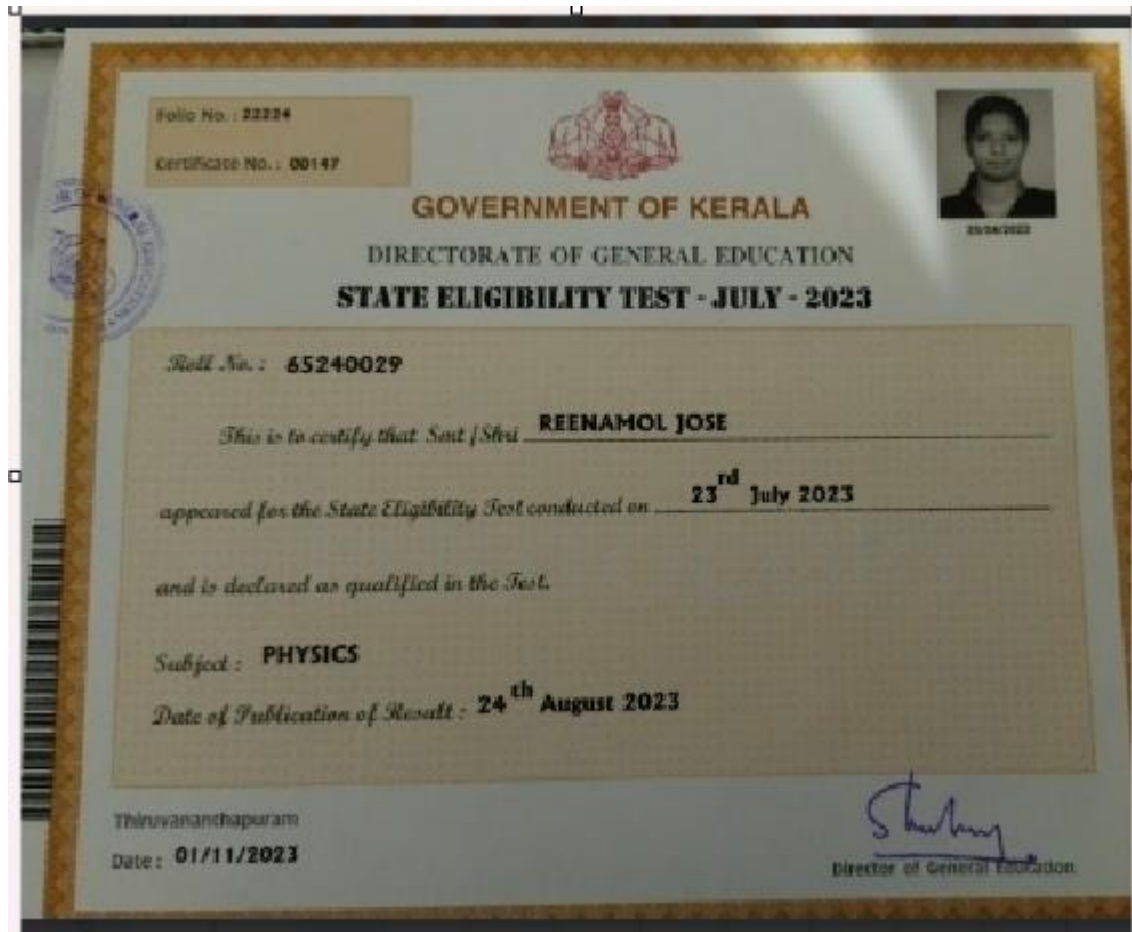 Folio No. : 22224
Certificate No. : 00147
GOVERNMENT OF KERALA
DIRECTORATE OF GENERAL EDUCATION
STATE ELIGIBILITY TEST - JULY - 2023
Roll No. : 65240029
This is to certify that Smt / Shri REENAMOL JOSE
appeared for the State Eligibility Test conducted on 23rd July 2023
and is declared as qualified in the Test.
Subject : PHYSICS
Date of Publication of Result : 24th August 2023
Thiruvananthapuram
Date : 01/11/2023
Director of General Education